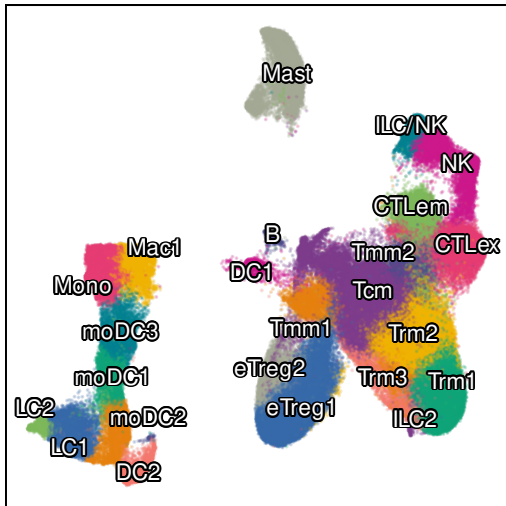 Mast
ILC/NK
NK
CTLem
B
Mac1
Tmm2
CTLex
DC1
Mono
Tcm
moDC3
Tmm1
Trm2
eTreg2
moDC1
Trm3
Trm1
LC2
moDC2
eTreg1
ILC2
LC1
DC2